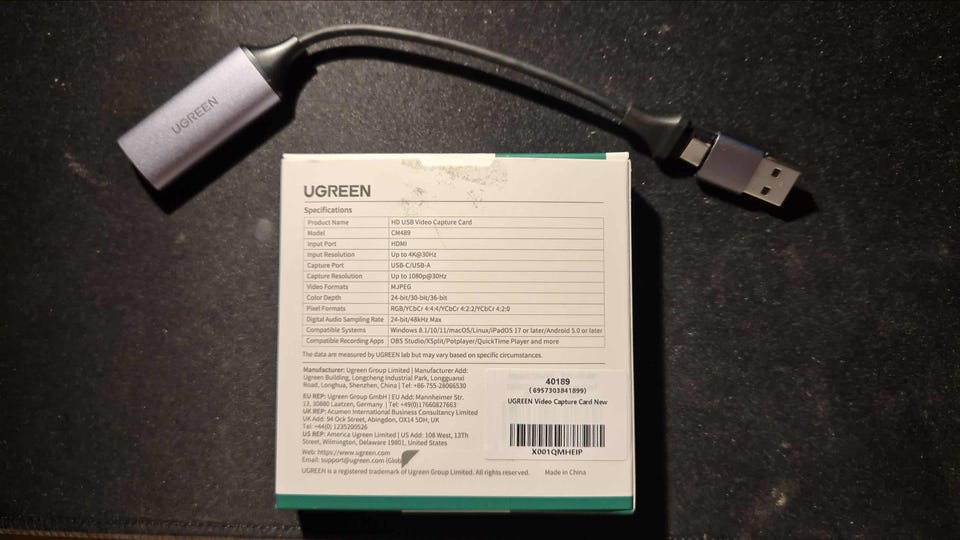 UGREEN
UGREEN
Specifications
Product Name HD USB Video Capture Card
Model CM489
Input Port HDMI
Input Resolution Up to 4K@30Hz
Capture Port USB-C/USB-A
Capture Resolution Up to 1080p@30Hz
Video Formats MJPEG
Color Depth 24-bit/30-bit/36-bit
Pixel Formats RGB/YCbCr 4:4:4/YCbCr 4:2:2/YCbCr 4:2:0
Digital Audio Sampling Rate 24-bit/48kHz Max
Compatible Systems Windows 8.1/10/11/macOS/Linux/iPadOS 17 or later/Android 5.0 or later
Compatible Recording Apps OBS Studio/XSplit/Potplayer/QuickTime Player and more
The data are measured by UGREEN lab but may vary based on specific circumstances.
Manufacturer: Ugreen Group Limited | Manufacturer Add:
Ugreen Building, Longcheng Industrial Park, Longguanxi
Road, Longhua, Shenzhen, China | Tel: +86-755-28066530
EU REP: Ugreen Group GmbH | EU Add: Mannheimer Str.
13, 30880 Laatzen, Germany | Tel: +49(0)17660827663
UK REP: Acumen International Business Consultancy Limited
UK Add: 94 Ock Street, Abingdon, OX14 5DH, UK
Tel: +44(0) 1235200526
US REP: America Ugreen Limited | US Add: 108 West, 13Th
Street, Wilmington, Delaware 19801, United States
Web: https://www.ugreen.com
Email: support@ugreen.com (Glob
UGREEN is a registered trademark of Ugreen Group Limited. All rights reserved. Made in China
40189
(6957303841899)
UGREEN Video Capture Card New
X001QMHEIP